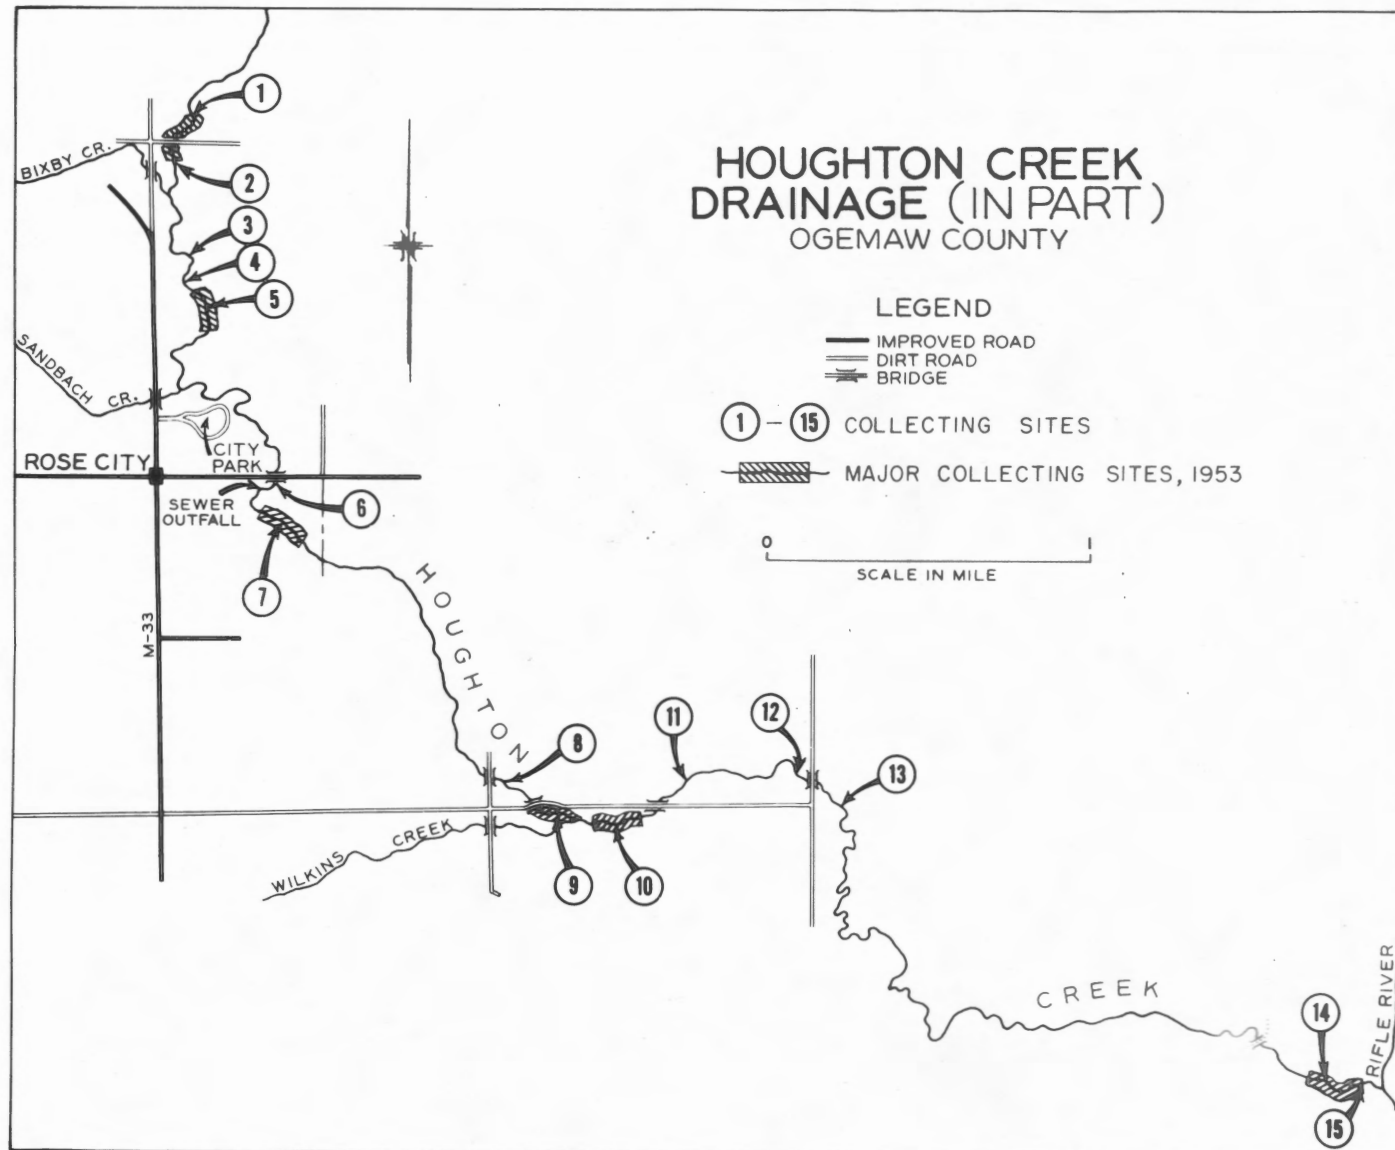 HOUGHTON CREEK
DRAINAGE (IN PART)
OGEMAW COUNTY
LEGEND
IMPROVED ROAD
DIRT ROAD
BRIDGE
1 – 15 COLLECTING SITES
MAJOR COLLECTING SITES, 1953
0 1
SCALE IN MILE
1
BIXBY CR.
2
3
4
5
SANDBACH CR.
CITY
PARK
ROSE CITY
SEWER
OUTFALL
6
7
M-33
HOUGHTON
8
11
12
13
WILKINS CREEK
9
10
CREEK
14
RIFLE RIVER
15